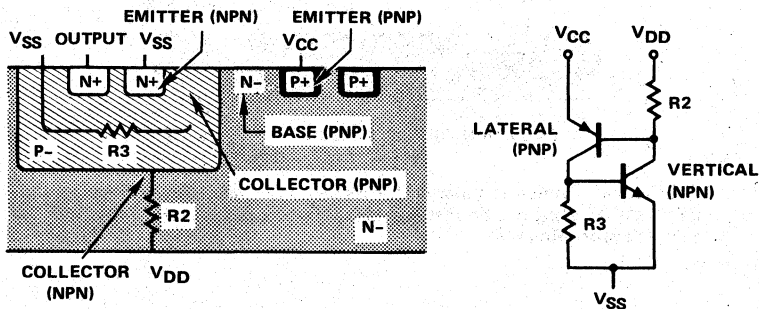 EMITTER (NPN)
EMITTER (PNP)
VSS
OUTPUT
VSS
VCC
N+
N+
N-
P+
P+
BASE (PNP)
P-
R3
COLLECTOR (PNP)
R2
N-
COLLECTOR
(NPN)
VDD
VCC
VDD
R2
LATERAL
(PNP)
VERTICAL
(NPN)
R3
VSS